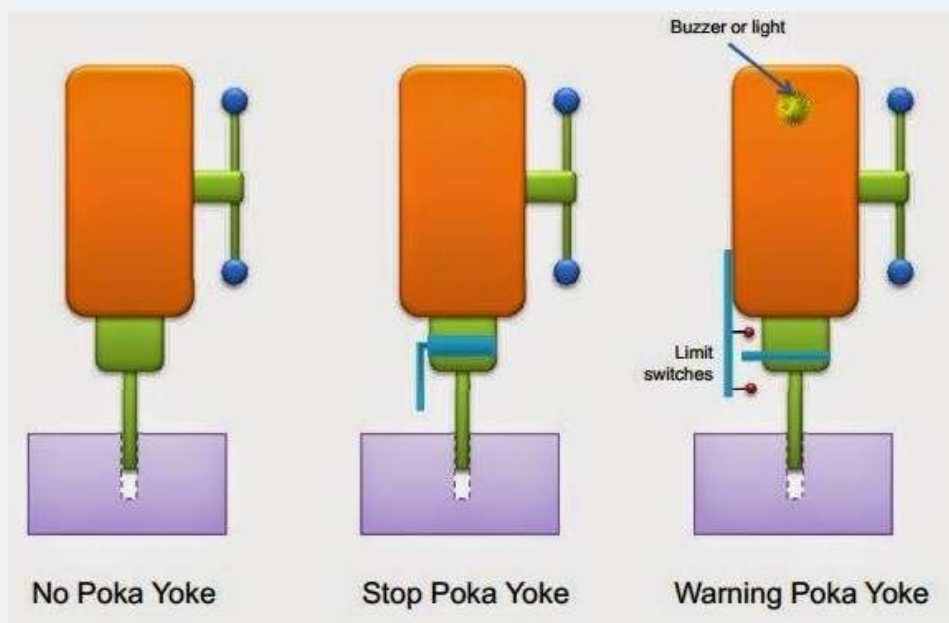 Buzzer or light
Limit
switches
No Poka Yoke
Stop Poka Yoke
Warning Poka Yoke